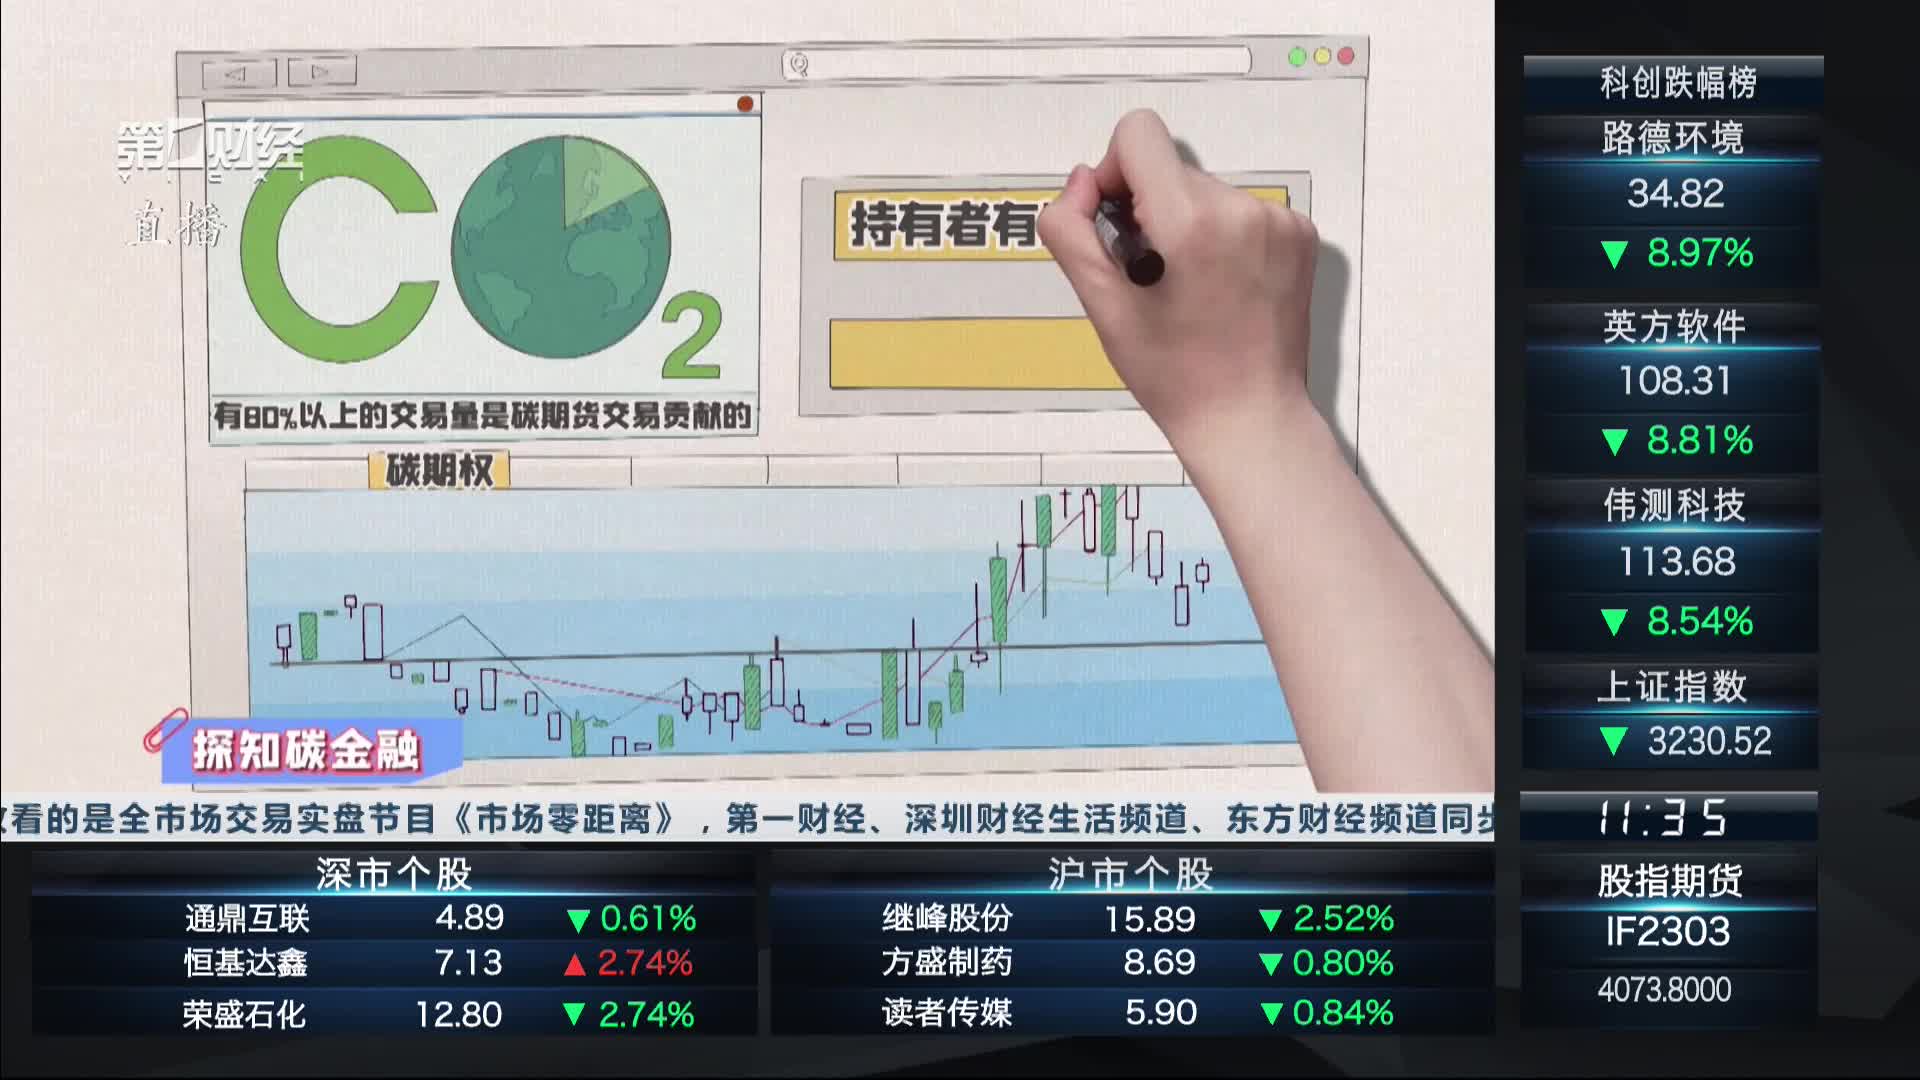 第一财经
直播
CO2
有80%以上的交易量是碳期货交易贡献的
持有者有
碳期权
探知碳金融
看的是全市场交易实盘节目《市场零距离》，第一财经、深圳财经生活频道、东方财经频道同步
科创跌幅榜
路德环境
34.82
▼ 8.97%
英方软件
108.31
▼ 8.81%
伟测科技
113.68
▼ 8.54%
上证指数
▼ 3230.52
11:35
股指期货
IF2303
4073.8000
深市个股
通鼎互联 4.89 ▼ 0.61%
恒基达鑫 7.13 ▲ 2.74%
荣盛石化 12.80 ▼ 2.74%
沪市个股
继峰股份 15.89 ▼ 2.52%
方盛制药 8.69 ▼ 0.80%
读者传媒 5.90 ▼ 0.84%